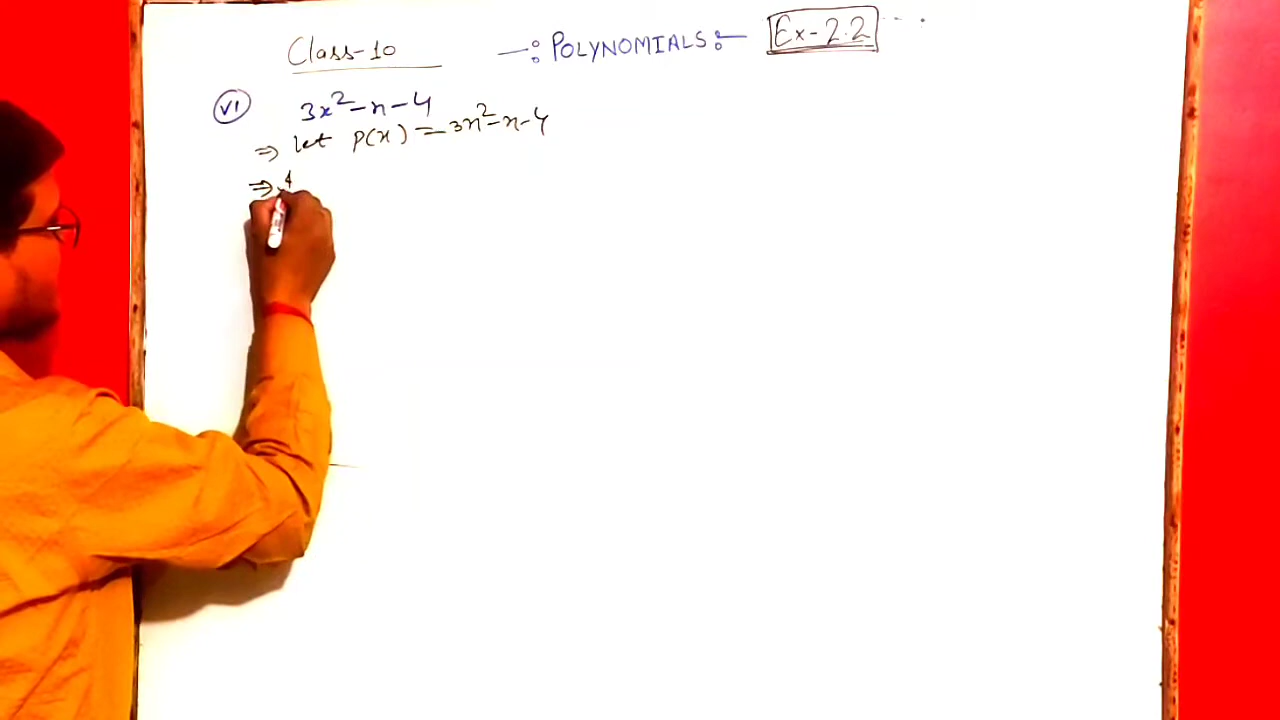 Class-10 —: POLYNOMIALS :— Ex-2.2
VI 3x²-x-4
⇒ let p(x) = 3x²-x-4
⇒